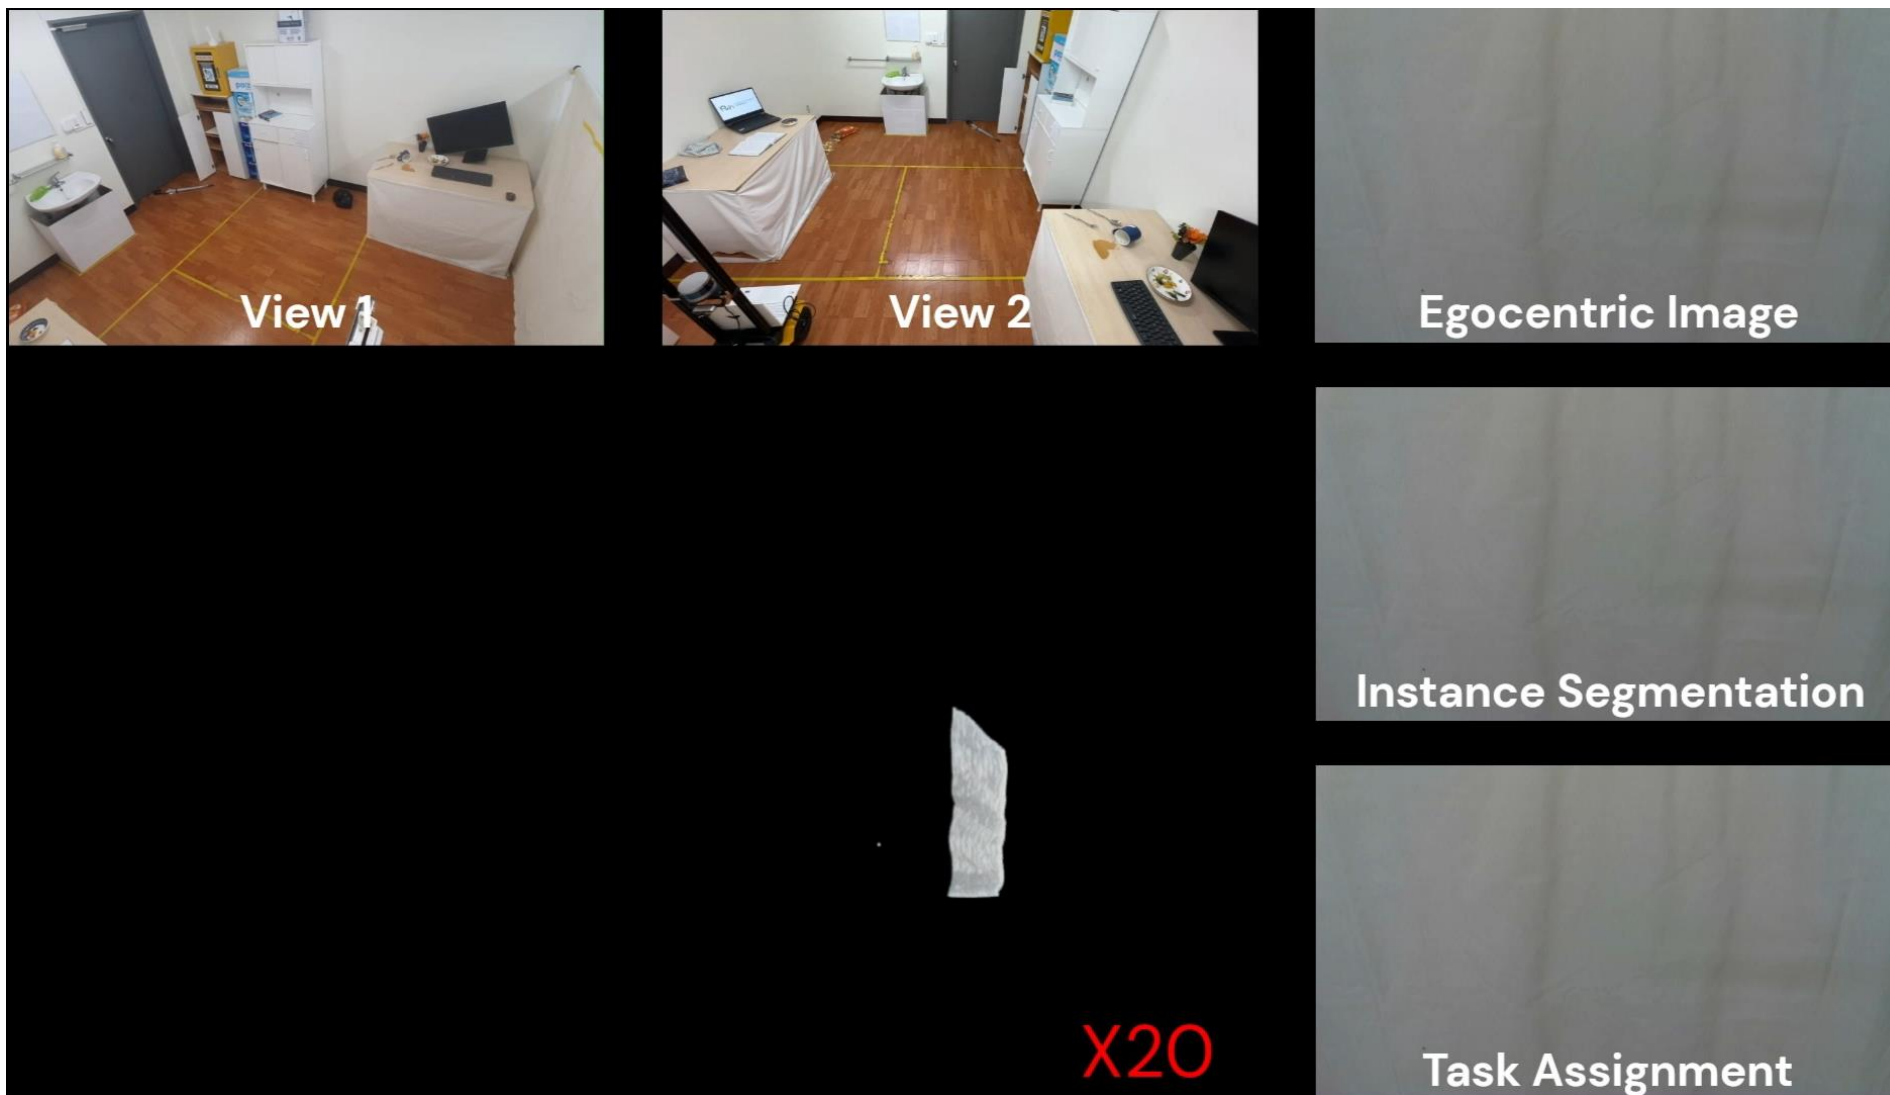 View 1
View 2
Egocentric Image
Instance Segmentation
X20
Task Assignment